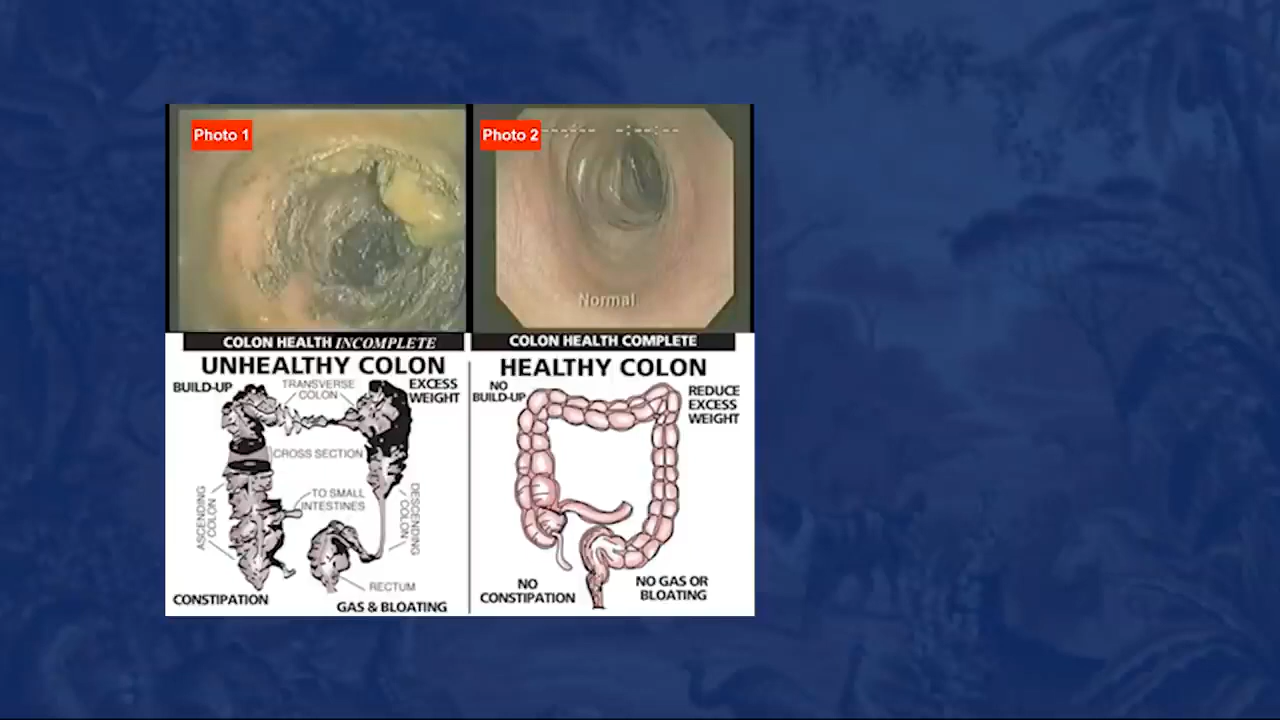 Photo 1
Photo 2
Normal
COLON HEALTH INCOMPLETE
UNHEALTHY COLON
BUILD-UP
TRANSVERSE
COLON
EXCESS
WEIGHT
CROSS SECTION
TO SMALL
INTESTINES
ASCENDING
COLON
DESCENDING
COLON
RECTUM
CONSTIPATION
GAS & BLOATING
COLON HEALTH COMPLETE
HEALTHY COLON
NO
BUILD-UP
REDUCE
EXCESS
WEIGHT
NO
CONSTIPATION
NO GAS OR
BLOATING